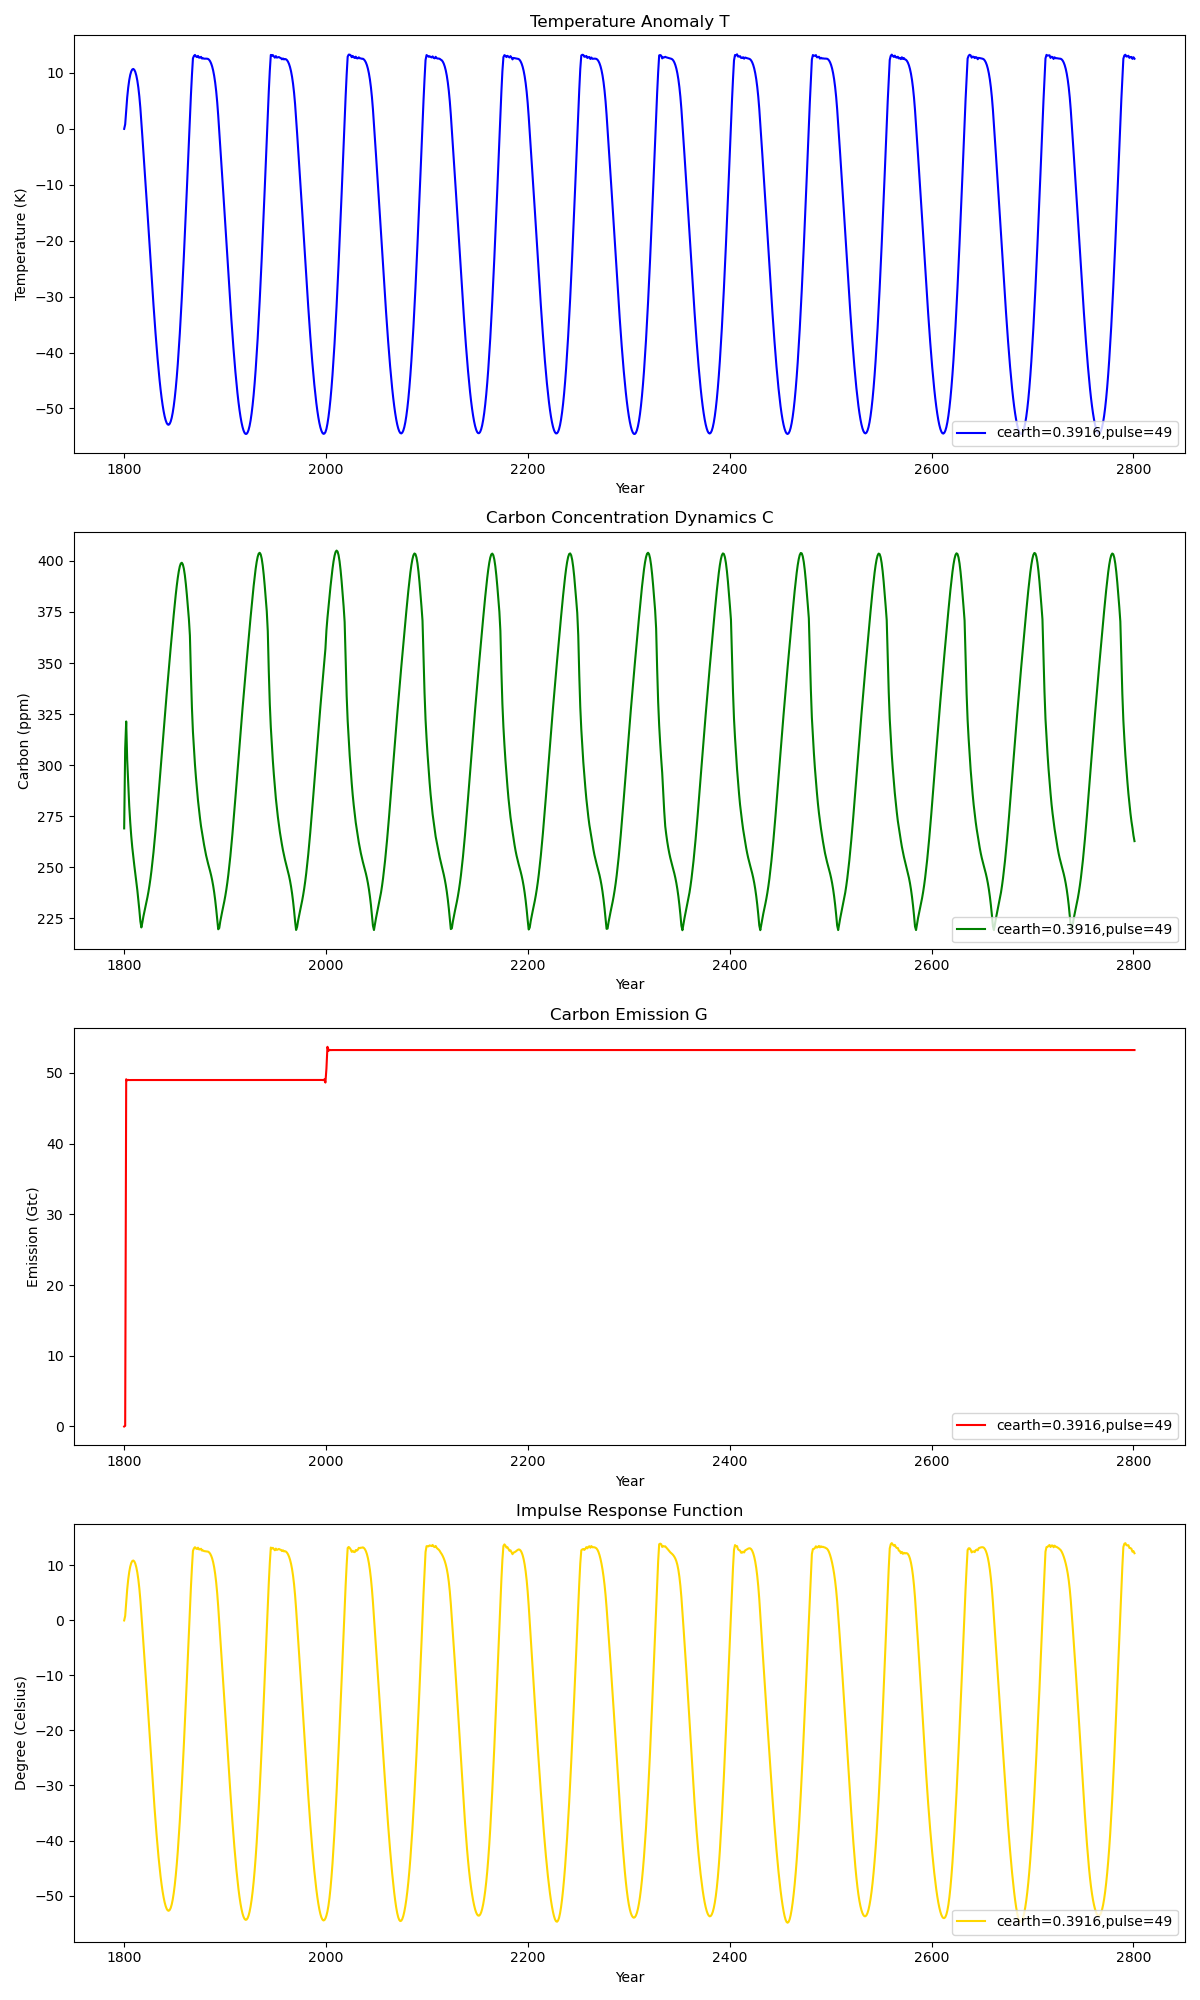 Temperature Anomaly T
10
0
−10
−20
−30
−40
−50
Temperature (K)
cearth=0.3916,pulse=49
1800 2000 2200 2400 2600 2800
Year
Carbon Concentration Dynamics C
400
375
350
325
300
275
250
225
Carbon (ppm)
cearth=0.3916,pulse=49
1800 2000 2200 2400 2600 2800
Year
Carbon Emission G
50
40
30
20
10
0
Emission (Gtc)
cearth=0.3916,pulse=49
1800 2000 2200 2400 2600 2800
Year
Impulse Response Function
10
0
−10
−20
−30
−40
−50
Degree (Celsius)
cearth=0.3916,pulse=49
1800 2000 2200 2400 2600 2800
Year